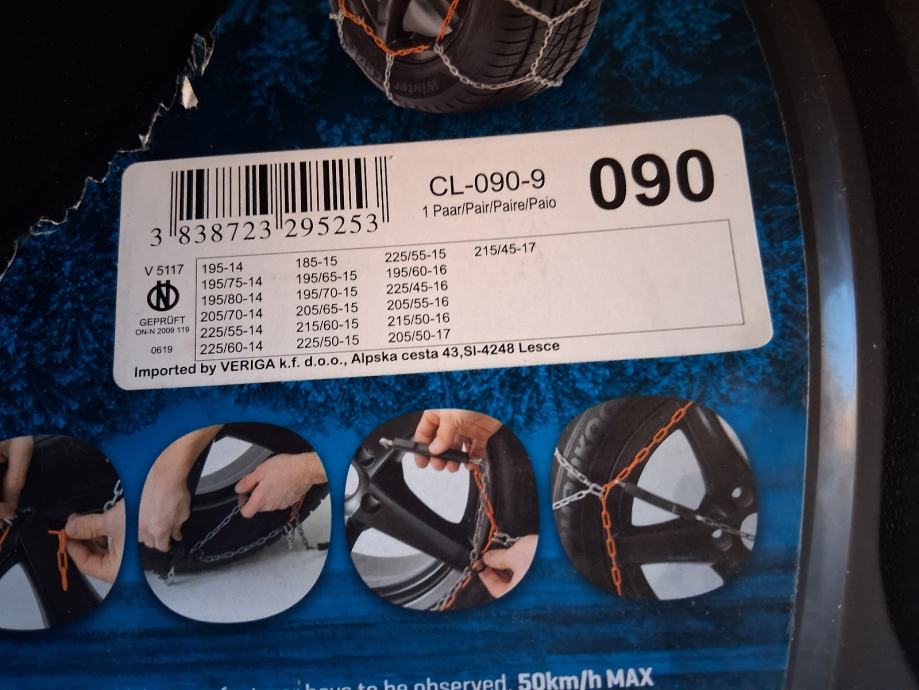 Winter
3 838723 295253
CL-090-9
1 Paar/Pair/Paire/Paio
090
V 5117
GEPRÜFT
ON-N 2009 119
0619
195-14 185-15 225/55-15 215/45-17
195/75-14 195/65-15 195/60-16
195/80-14 195/70-15 225/45-16
205/70-14 205/65-15 205/55-16
225/55-14 215/60-15 215/50-16
225/60-14 225/50-15 205/50-17
Imported by VERIGA k.f. d.o.o., Alpska cesta 43,SI-4248 Lesce
have to be observed. 50km/h MAX